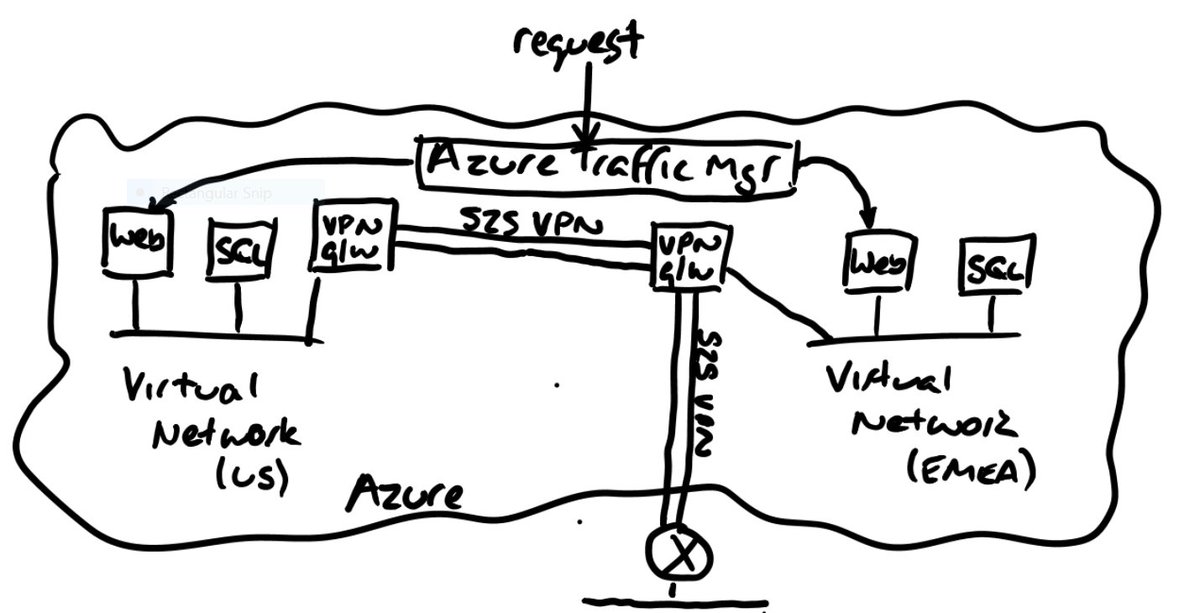 request
Azure Traffic Mgr
Rectangular Snip
Web
SQL
VPN
g/w
S2S VPN
VPN
g/w
Web
SQL
S2S VPN
Virtual
Network
(US)
Virtual
Network
(EMEA)
Azure
X